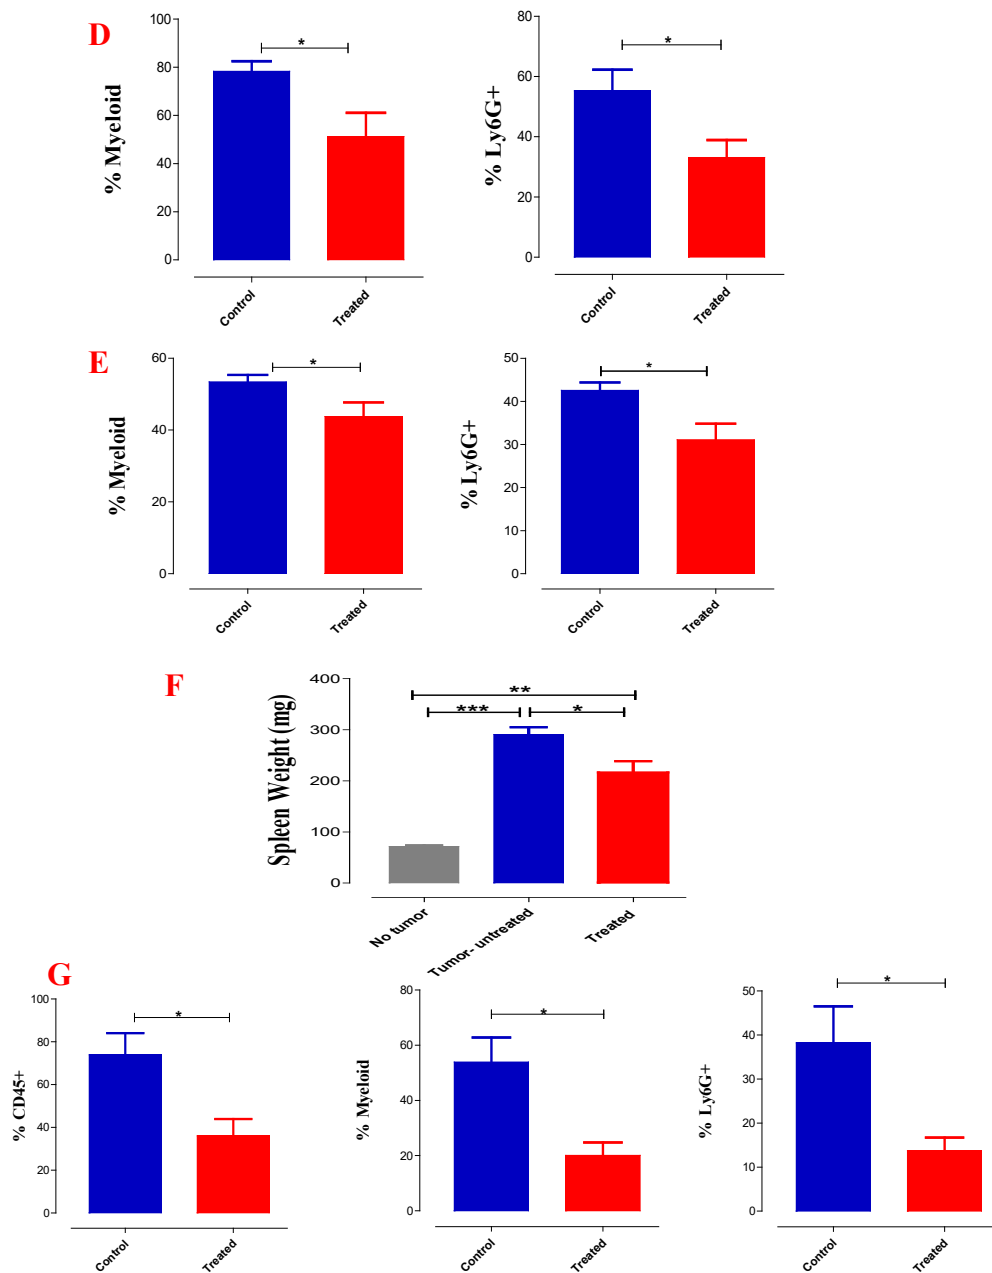 D
% Myeloid
100
80
60
40
20
0
*
Control
Treated
% Ly6G+
80
60
40
20
0
*
Control
Treated
E
% Myeloid
60
40
20
0
*
Control
Treated
% Ly6G+
50
40
30
20
10
0
*
Control
Treated
F
Spleen Weight (mg)
400
300
200
100
0
**
***
*
No tumor
Tumor- untreated
Treated
G
% CD45+
100
80
60
40
20
0
*
Control
Treated
% Myeloid
80
60
40
20
0
*
Control
Treated
% Ly6G+
50
40
30
20
10
0
*
Control
Treated